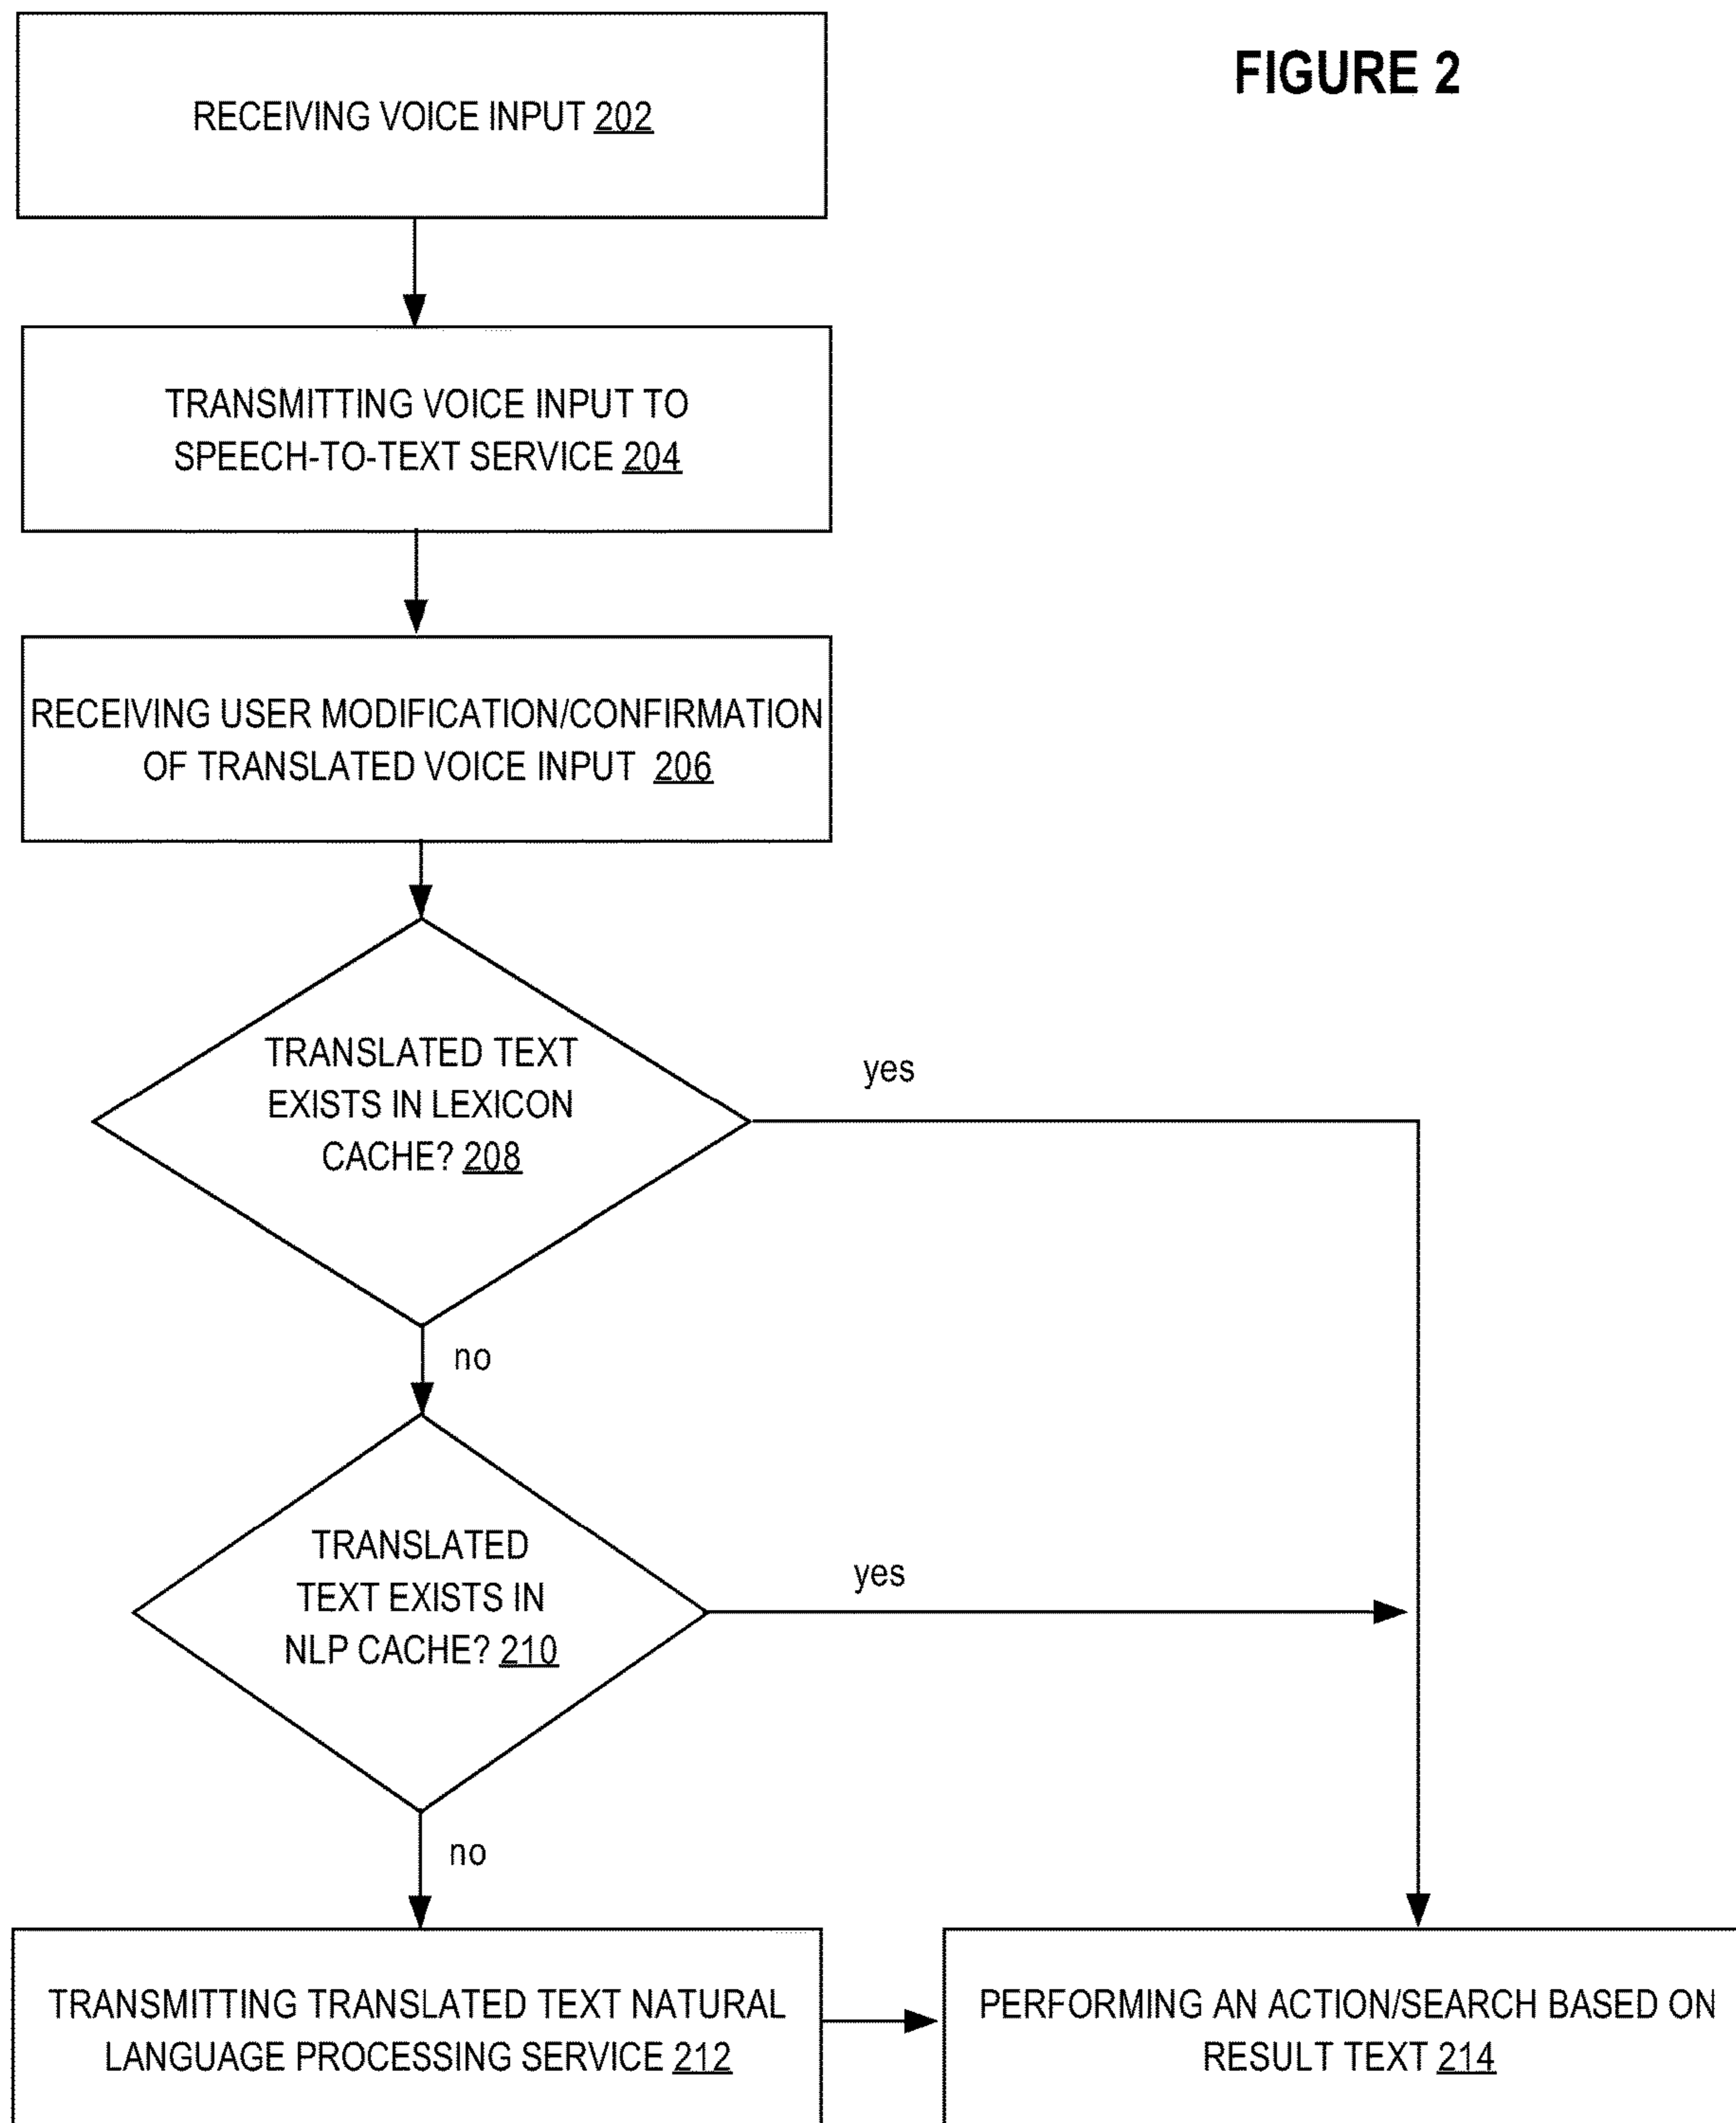 FIGURE 2
RECEIVING VOICE INPUT 202
TRANSMITTING VOICE INPUT TO
SPEECH-TO-TEXT SERVICE 204
RECEIVING USER MODIFICATION/CONFIRMATION
OF TRANSLATED VOICE INPUT 206
TRANSLATED TEXT
EXISTS IN LEXICON
CACHE? 208
yes
no
TRANSLATED
TEXT EXISTS IN
NLP CACHE? 210
yes
no
TRANSMITTING TRANSLATED TEXT NATURAL
LANGUAGE PROCESSING SERVICE 212
PERFORMING AN ACTION/SEARCH BASED ON
RESULT TEXT 214